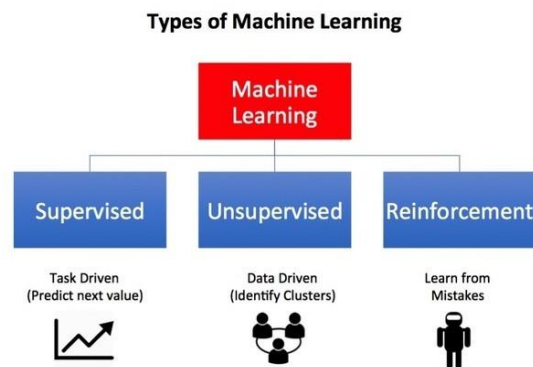 Types of Machine Learning
Machine
Learning
Supervised
Unsupervised
Reinforcement
Task Driven
(Predict next value)
Data Driven
(Identify Clusters)
Learn from
Mistakes